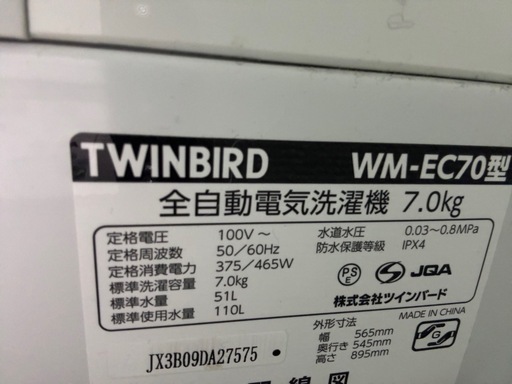 TWINBIRD WM-EC70型
全自動電気洗濯機 7.0kg
定格電圧 100V～ 水道水圧 0.03～0.8MPa
定格周波数 50/60Hz 防水保護等級 IPX4
定格消費電力 375/465W
標準洗濯容量 7.0kg
標準水量 51L
標準使用水量 110L
PSE JQA
株式会社ツインバード
MADE IN CHINA
外形寸法
幅 565mm
奥行き 545mm
高さ 895mm
JX3B09DA27575